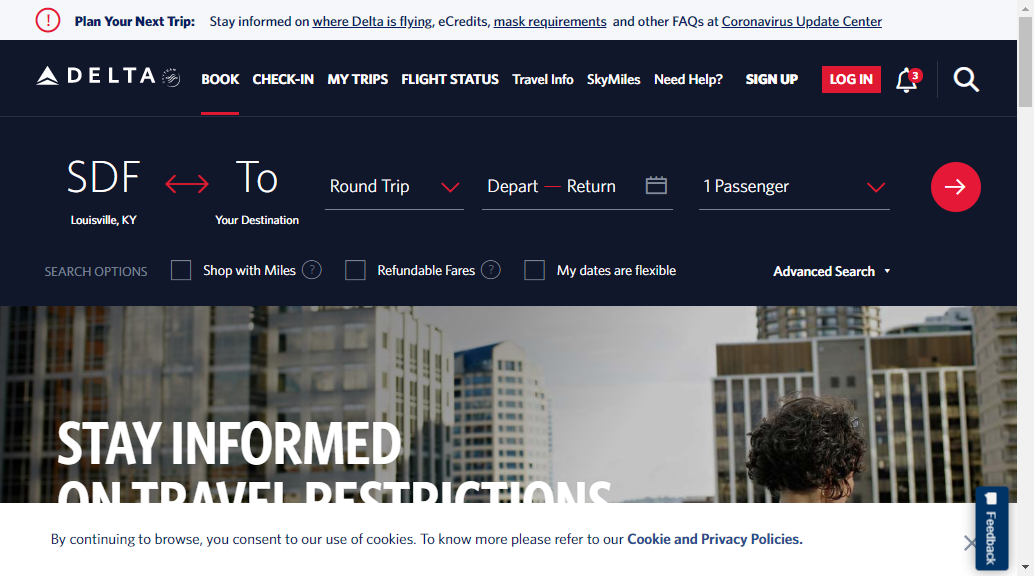 Plan Your Next Trip: Stay informed on where Delta is flying, eCredits, mask requirements and other FAQs at Coronavirus Update Center
DELTA BOOK CHECK-IN MY TRIPS FLIGHT STATUS Travel Info SkyMiles Need Help? SIGN UP LOG IN 3
SDF To Round Trip Depart — Return 1 Passenger
Louisville, KY Your Destination
SEARCH OPTIONS Shop with Miles ? Refundable Fares ? My dates are flexible Advanced Search
STAY INFORMED
ON TRAVEL RESTRICTIONS
By continuing to browse, you consent to our use of cookies. To know more please refer to our Cookie and Privacy Policies.
Feedback